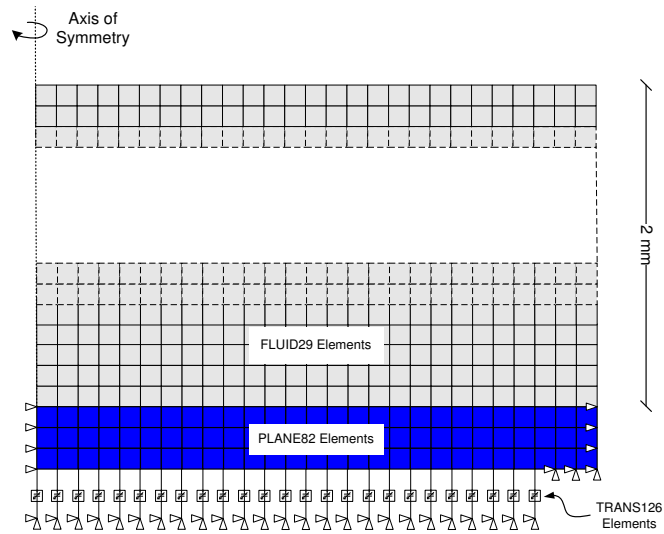 Axis of
Symmetry
2 mm
FLUID29 Elements
PLANE82 Elements
TRANS126
Elements